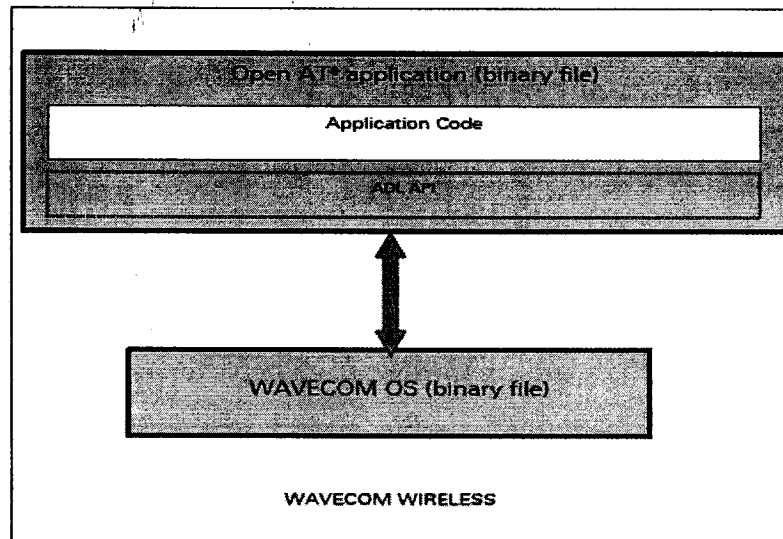 Open AT® application (binary file)
Application Code
ADL API
WAVECOM OS (binary file)
WAVECOM WIRELESS